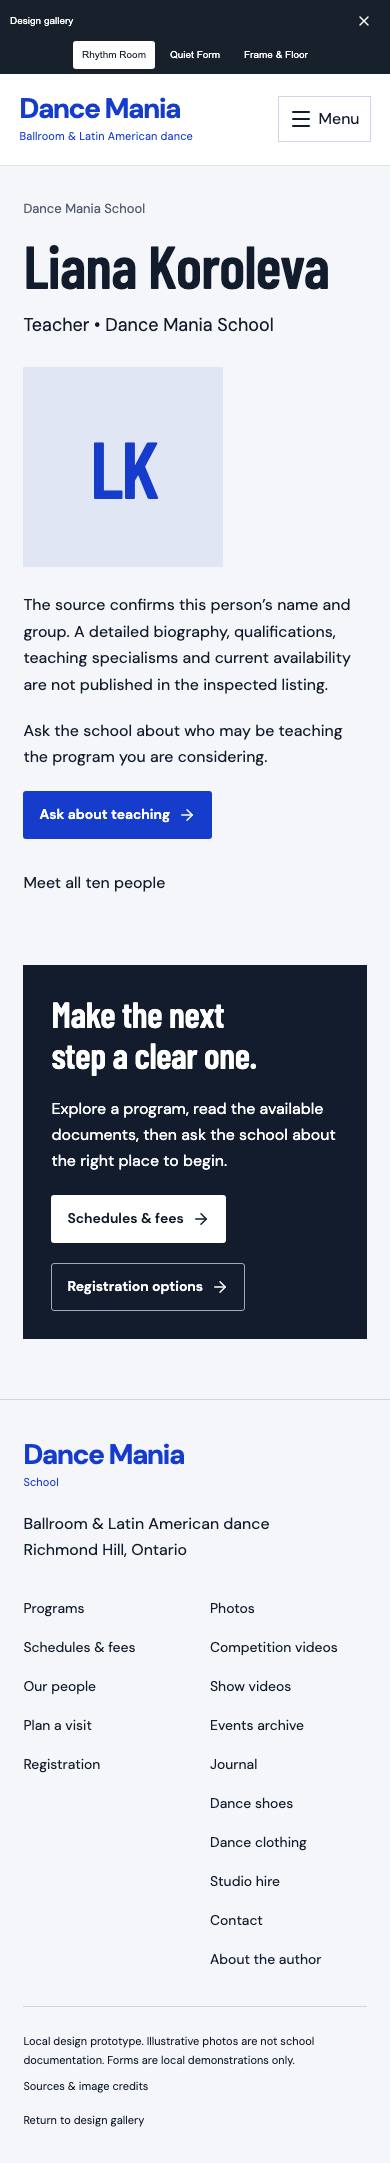 Design gallery
Rhythm Room Quiet Form Frame & Floor
Dance Mania
Ballroom & Latin American dance
Menu
Dance Mania School
Liana Koroleva
Teacher • Dance Mania School
LK
The source confirms this person’s name and
group. A detailed biography, qualifications,
teaching specialisms and current availability
are not published in the inspected listing.
Ask the school about who may be teaching
the program you are considering.
Ask about teaching →
Meet all ten people
Make the next
step a clear one.
Explore a program, read the available
documents, then ask the school about
the right place to begin.
Schedules & fees →
Registration options →
Dance Mania
School
Ballroom & Latin American dance
Richmond Hill, Ontario
Programs
Schedules & fees
Our people
Plan a visit
Registration
Photos
Competition videos
Show videos
Events archive
Journal
Dance shoes
Dance clothing
Studio hire
Contact
About the author
Local design prototype. Illustrative photos are not school
documentation. Forms are local demonstrations only.
Sources & image credits
Return to design gallery